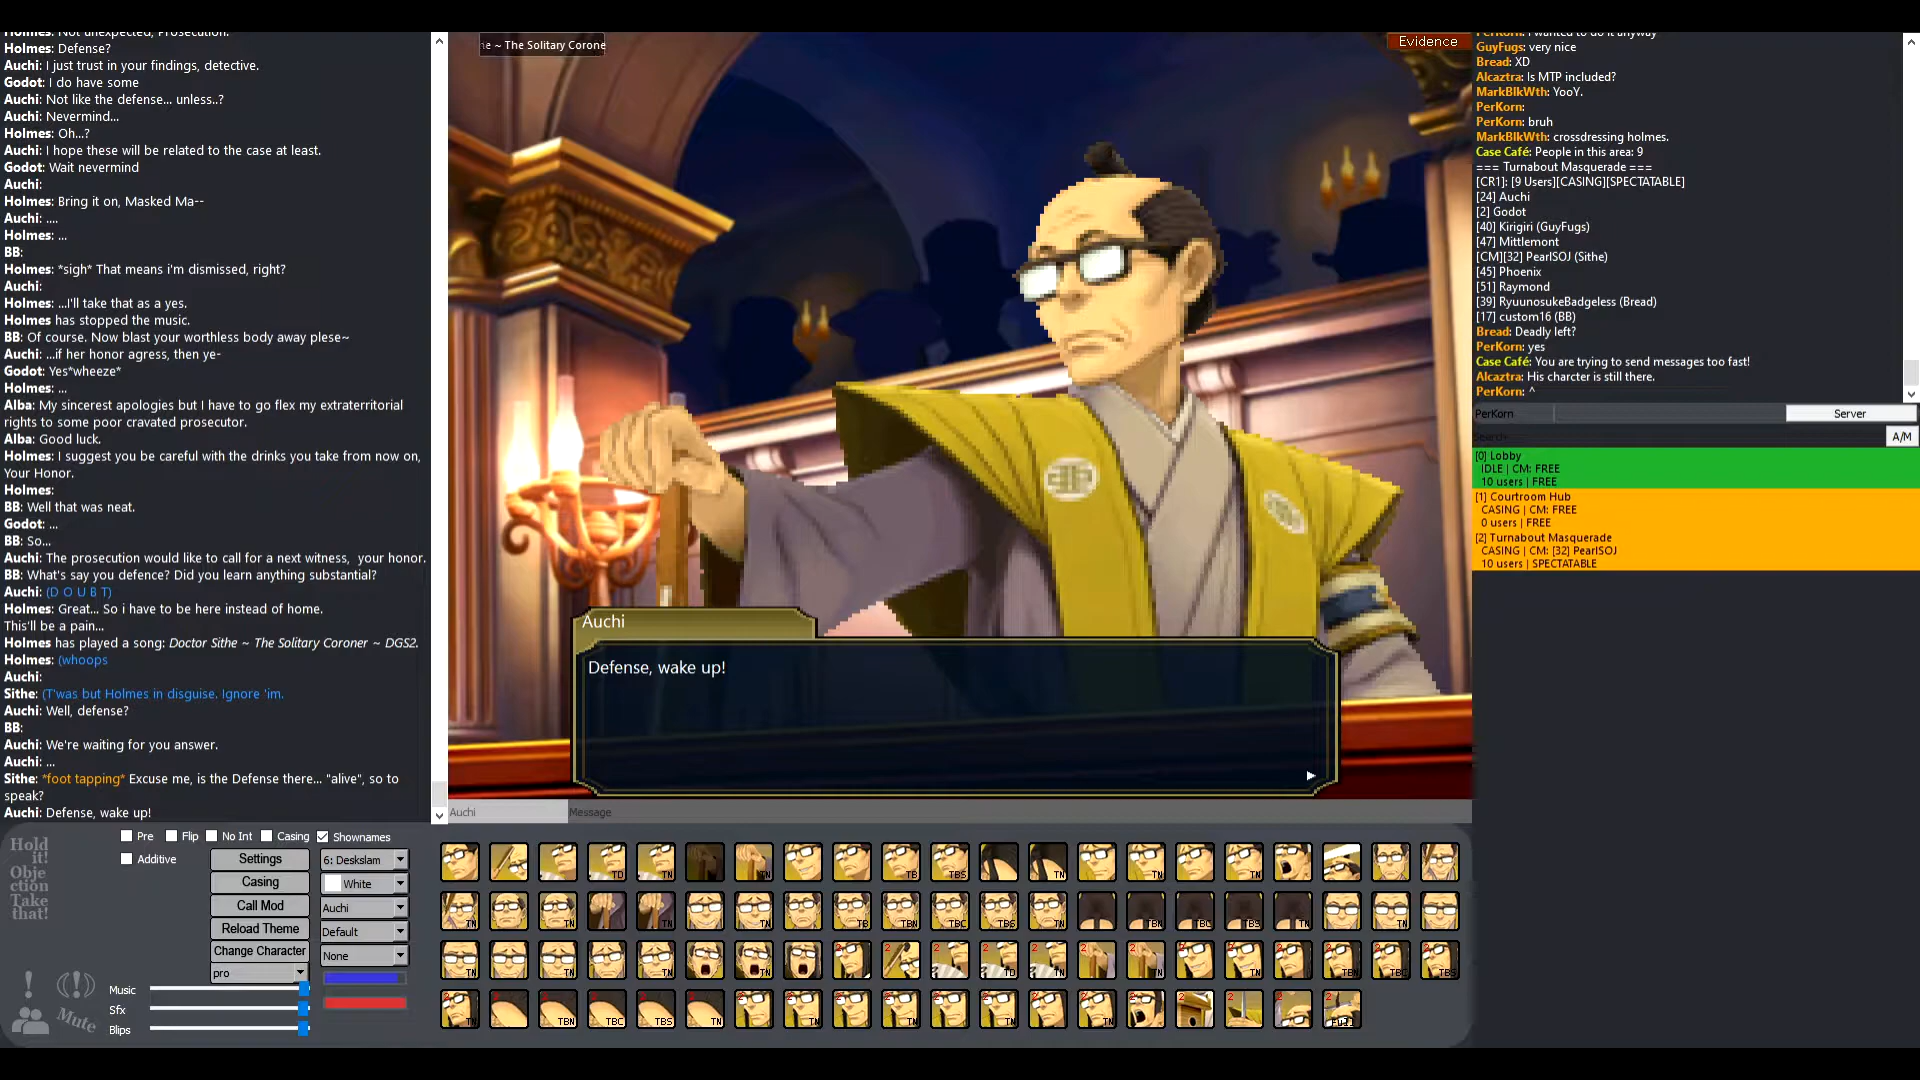 Holmes: Not unexpected, Prosecution.
Holmes: Defense?
Auchi: I just trust in your findings, detective.
Godot: I do have some
Auchi: Not like the defense... unless..?
Auchi: Nevermind...
Holmes: Oh...?
Auchi: I hope these will be related to the case at least.
Godot: Wait nevermind
Auchi:
Holmes: Bring it on, Masked Ma--
Auchi: ....
Holmes: ...
BB:
Holmes: *sigh* That means i'm dismissed, right?
Auchi:
Holmes: ...I'll take that as a yes.
Holmes has stopped the music.
BB: Of course. Now blast your worthless body away plese~
Auchi: ...if her honor agress, then ye-
Godot: Yes*wheeze*
Holmes: ...
Alba: My sincerest apologies but I have to go flex my extraterritorial
rights to some poor cravated prosecutor.
Alba: Good luck.
Holmes: I suggest you be careful with the drinks you take from now on,
Your Honor.
Holmes:
BB: Well that was neat.
Godot: ...
BB: So...
Auchi: The prosecution would like to call for a next witness, your honor.
BB: What's say you defence? Did you learn anything substantial?
Auchi: (D O U B T)
Holmes: Great... So i have to be here instead of home.
This'll be a pain...
Holmes has played a song: Doctor Sithe ~ The Solitary Coroner ~ DGS2.
Holmes: (whoops
Auchi:
Sithe: (T'was but Holmes in disguise. Ignore 'im.
Auchi: Well, defense?
BB:
Auchi: We're waiting for you answer.
Auchi: ...
Sithe: *foot tapping* Excuse me, is the Defense there... "alive", so to
speak?
Auchi: Defense, wake up!
~ The Solitary Corone
Evidence
Auchi
Defense, wake up!
Auchi
Message
PerKorn: I wanted to do it anyway
GuyFugs: very nice
Bread: XD
Alcaztra: Is MTP included?
MarkBlkWth: YooY.
PerKorn:
PerKorn: bruh
MarkBlkWth: crossdressing holmes.
Case Café: People in this area: 9
=== Turnabout Masquerade ===
[CR1]: [9 Users][CASING][SPECTATABLE]
[24] Auchi
[2] Godot
[40] Kirigiri (GuyFugs)
[47] Mittlemont
[CM][32] PearlSOJ (Sithe)
[45] Phoenix
[51] Raymond
[39] RyuunosukeBadgeless (Bread)
[17] custom16 (BB)
Bread: Deadly left?
PerKorn: yes
Case Café: You are trying to send messages too fast!
Alcaztra: His charcter is still there.
PerKorn: ^
PerKorn
Server
Search
A/M
[0] Lobby
IDLE | CM: FREE
10 users | FREE
[1] Courtroom Hub
CASING | CM: FREE
0 users | FREE
[2] Turnabout Masquerade
CASING | CM: [32] PearlSOJ
10 users | SPECTATABLE
Hold it!
Objection
Take that!
Pre
Flip
No Int
Casing
Shownames
Additive
Settings
Casing
Call Mod
Reload Theme
Change Character
pro
6: Deskslam
White
Auchi
Default
None
Music
Sfx
Blips
Mute